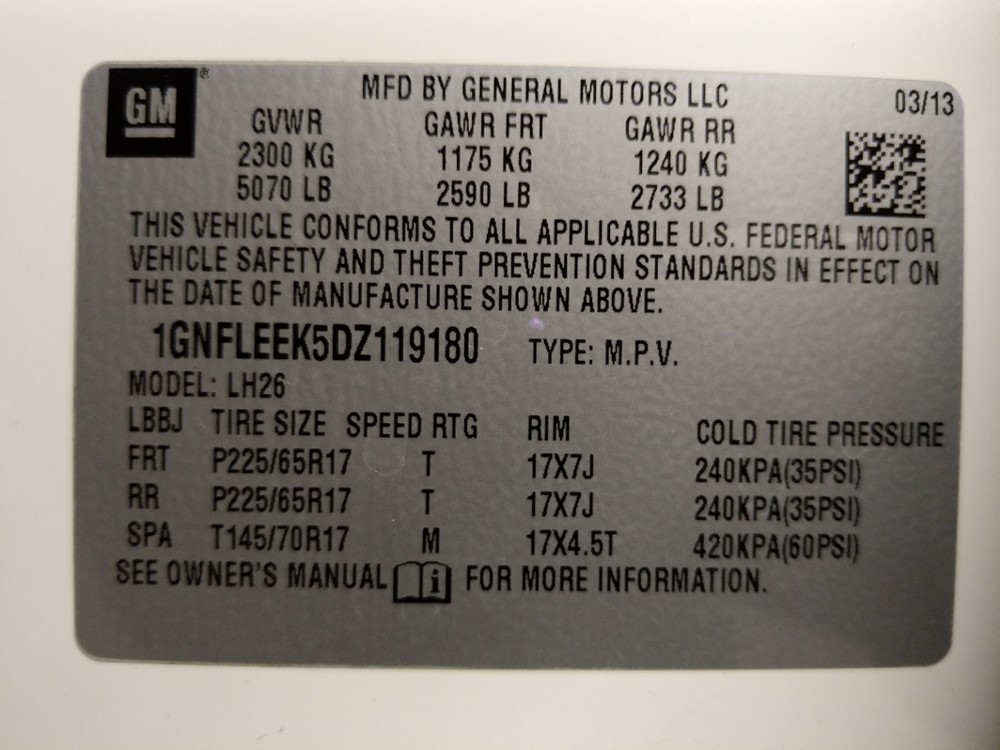 GM ®
MFD BY GENERAL MOTORS LLC 03/13
GVWR GAWR FRT GAWR RR
2300 KG 1175 KG 1240 KG
5070 LB 2590 LB 2733 LB
THIS VEHICLE CONFORMS TO ALL APPLICABLE U.S. FEDERAL MOTOR
VEHICLE SAFETY AND THEFT PREVENTION STANDARDS IN EFFECT ON
THE DATE OF MANUFACTURE SHOWN ABOVE.
1GNFLEEK5DZ119180 TYPE: M.P.V.
MODEL: LH26
LBBJ TIRE SIZE SPEED RTG RIM COLD TIRE PRESSURE
FRT P225/65R17 T 17X7J 240KPA(35PSI)
RR P225/65R17 T 17X7J 240KPA(35PSI)
SPA T145/70R17 M 17X4.5T 420KPA(60PSI)
SEE OWNER'S MANUAL i FOR MORE INFORMATION.